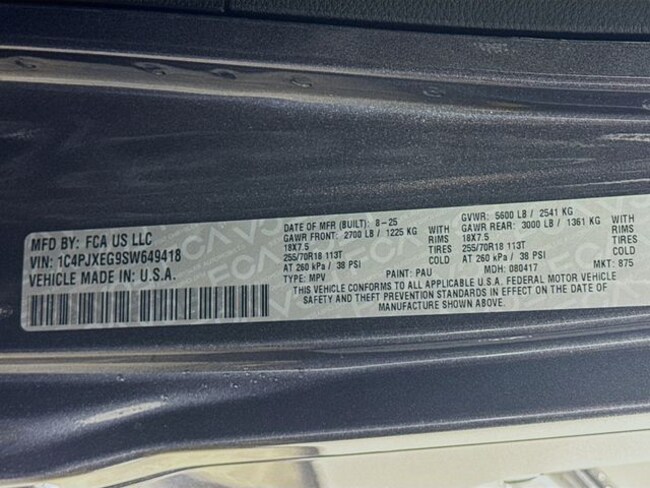 MFD BY: FCA US LLC
VIN: 1C4PJXEG9SW649418
VEHICLE MADE IN U.S.A.
DATE OF MFR (BUILT): 8-25
GAWR FRONT: 2700 LB / 1225 KG WITH
18X7.5 RIMS
255/70R18 113T TIRES
AT 260 kPa / 38 PSI COLD
TYPE: MPV PAINT: PAU
GVWR: 5600 LB / 2541 KG
GAWR REAR: 3000 LB / 1361 KG WITH
18X7.5 RIMS
255/70R18 113T TIRES
AT 260 kPa / 38 PSI COLD
MDH: 080417 MKT: 875
THIS VEHICLE CONFORMS TO ALL APPLICABLE U.S.A. FEDERAL MOTOR VEHICLE
SAFETY AND THEFT PREVENTION STANDARDS IN EFFECT ON THE DATE OF
MANUFACTURE SHOWN ABOVE.